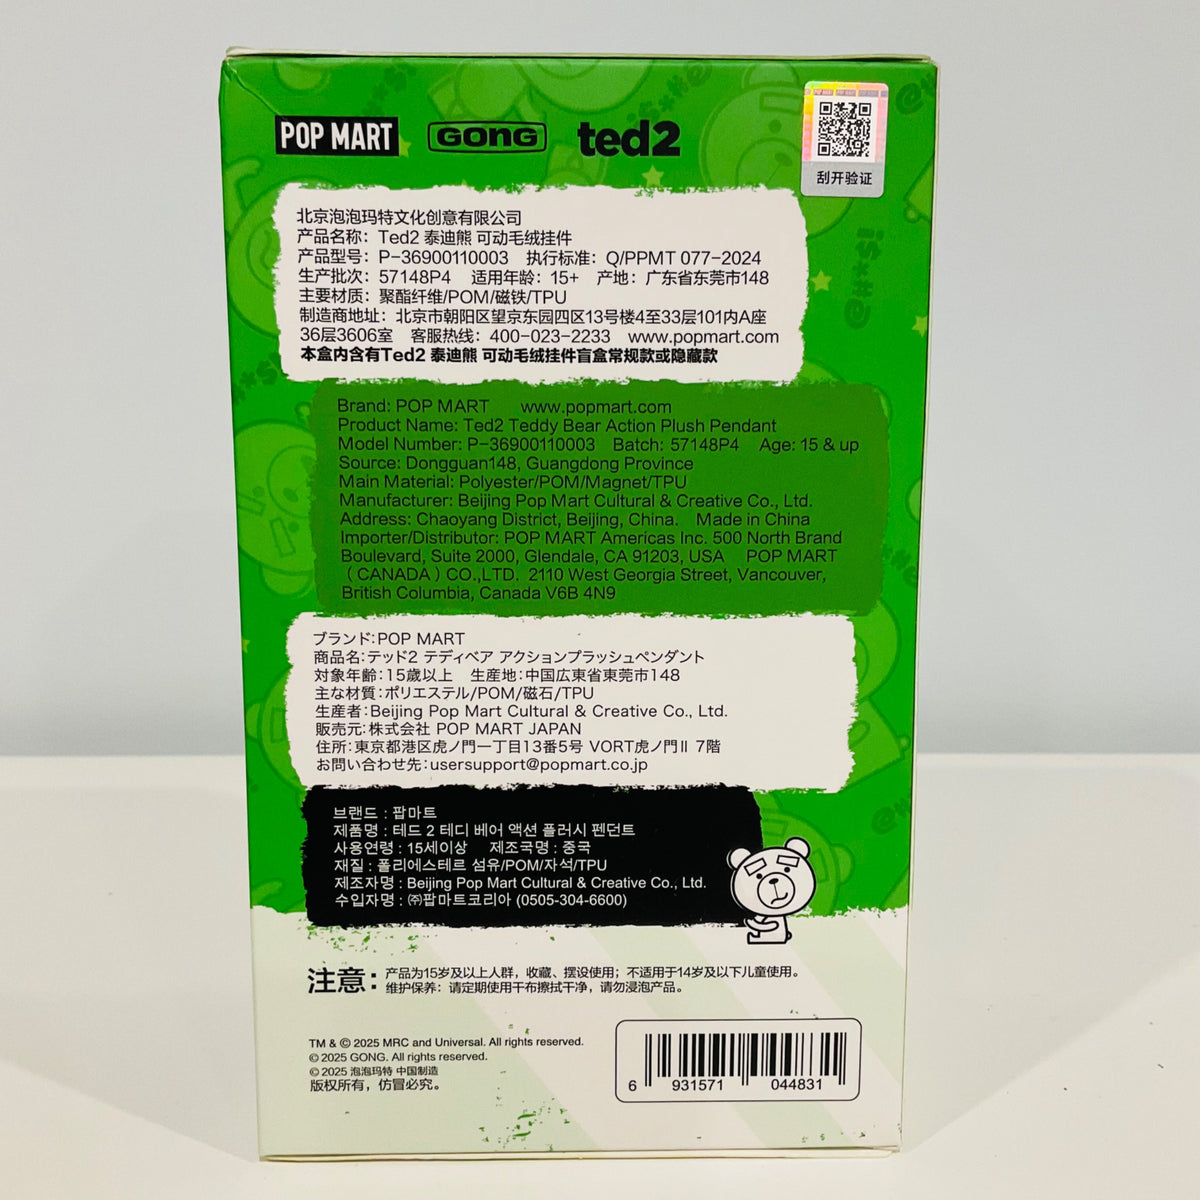 POP MART GONG ted2
刮开验证
北京泡泡玛特文化创意有限公司
产品名称：Ted2 泰迪熊 可动毛绒挂件
产品型号：P-36900110003 执行标准：Q/PPMT 077-2024
生产批次：57148P4 适用年龄：15+ 产地：广东省东莞市148
主要材质：聚酯纤维/POM/磁铁/TPU
制造商地址：北京市朝阳区望京东园四区13号楼4至33层101内A座
36层3606室 客服热线：400-023-2233 www.popmart.com
本盒内含有Ted2 泰迪熊 可动毛绒挂件盲盒常规款或隐藏款
Brand: POP MART www.popmart.com
Product Name: Ted2 Teddy Bear Action Plush Pendant
Model Number: P-36900110003 Batch: 57148P4 Age: 15 & up
Source: Dongguan148, Guangdong Province
Main Material: Polyester/POM/Magnet/TPU
Manufacturer: Beijing Pop Mart Cultural & Creative Co., Ltd.
Address: Chaoyang District, Beijing, China. Made in China
Importer/Distributor: POP MART Americas Inc. 500 North Brand
Boulevard, Suite 2000, Glendale, CA 91203, USA POP MART
（CANADA）CO.,LTD. 2110 West Georgia Street, Vancouver,
British Columbia, Canada V6B 4N9
ブランド：POP MART
商品名：テッド2 テディベア アクションプラッシュペンダント
対象年齢：15歳以上 生産地：中国広東省東莞市148
主な材質：ポリエステル/POM/磁石/TPU
生産者：Beijing Pop Mart Cultural & Creative Co., Ltd.
販売元：株式会社 POP MART JAPAN
住所：東京都港区虎ノ門一丁目13番5号 VORT虎ノ門Ⅱ 7階
お問い合わせ先：usersupport@popmart.co.jp
브랜드 : 팝마트
제품명 : 테드 2 테디 베어 액션 플러시 펜던트
사용연령 : 15세이상 제조국명 : 중국
재질 : 폴리에스테르 섬유/POM/자석/TPU
제조자명 : Beijing Pop Mart Cultural & Creative Co., Ltd.
수입자명 : ㈜팝마트코리아 (0505-304-6600)
注意：产品为15岁及以上人群，收藏、摆设使用；不适用于14岁及以下儿童使用。
维护保养：请定期使用干布擦拭干净，请勿浸泡产品。
TM & © 2025 MRC and Universal. All rights reserved.
© 2025 GONG. All rights reserved.
© 2025 泡泡玛特 中国制造
版权所有，仿冒必究。
6 931571 044831